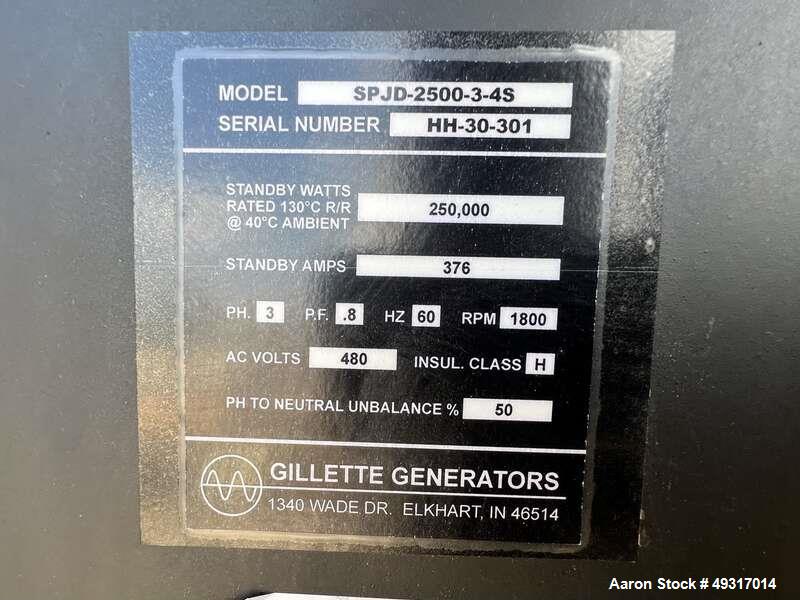 MODEL SPJD-2500-3-4S
SERIAL NUMBER HH-30-301
STANDBY WATTS
RATED 130°C R/R 250,000
@ 40°C AMBIENT
STANDBY AMPS 376
PH. 3 P.F. .8 HZ 60 RPM 1800
AC VOLTS 480 INSUL. CLASS H
PH TO NEUTRAL UNBALANCE % 50
GILLETTE GENERATORS
1340 WADE DR. ELKHART, IN 46514
Aaron Stock # 49317014